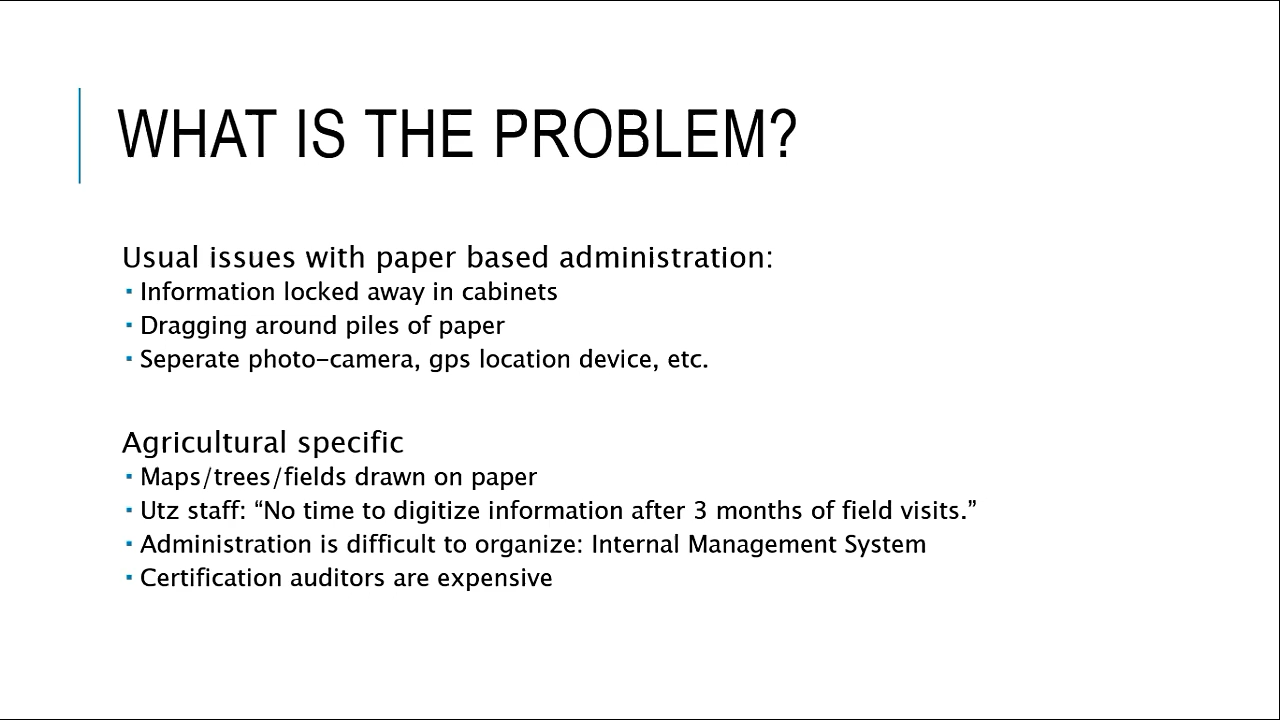 WHAT IS THE PROBLEM?
Usual issues with paper based administration:
▪ Information locked away in cabinets
▪ Dragging around piles of paper
▪ Seperate photo-camera, gps location device, etc.
Agricultural specific
▪ Maps/trees/fields drawn on paper
▪ Utz staff: “No time to digitize information after 3 months of field visits.”
▪ Administration is difficult to organize: Internal Management System
▪ Certification auditors are expensive